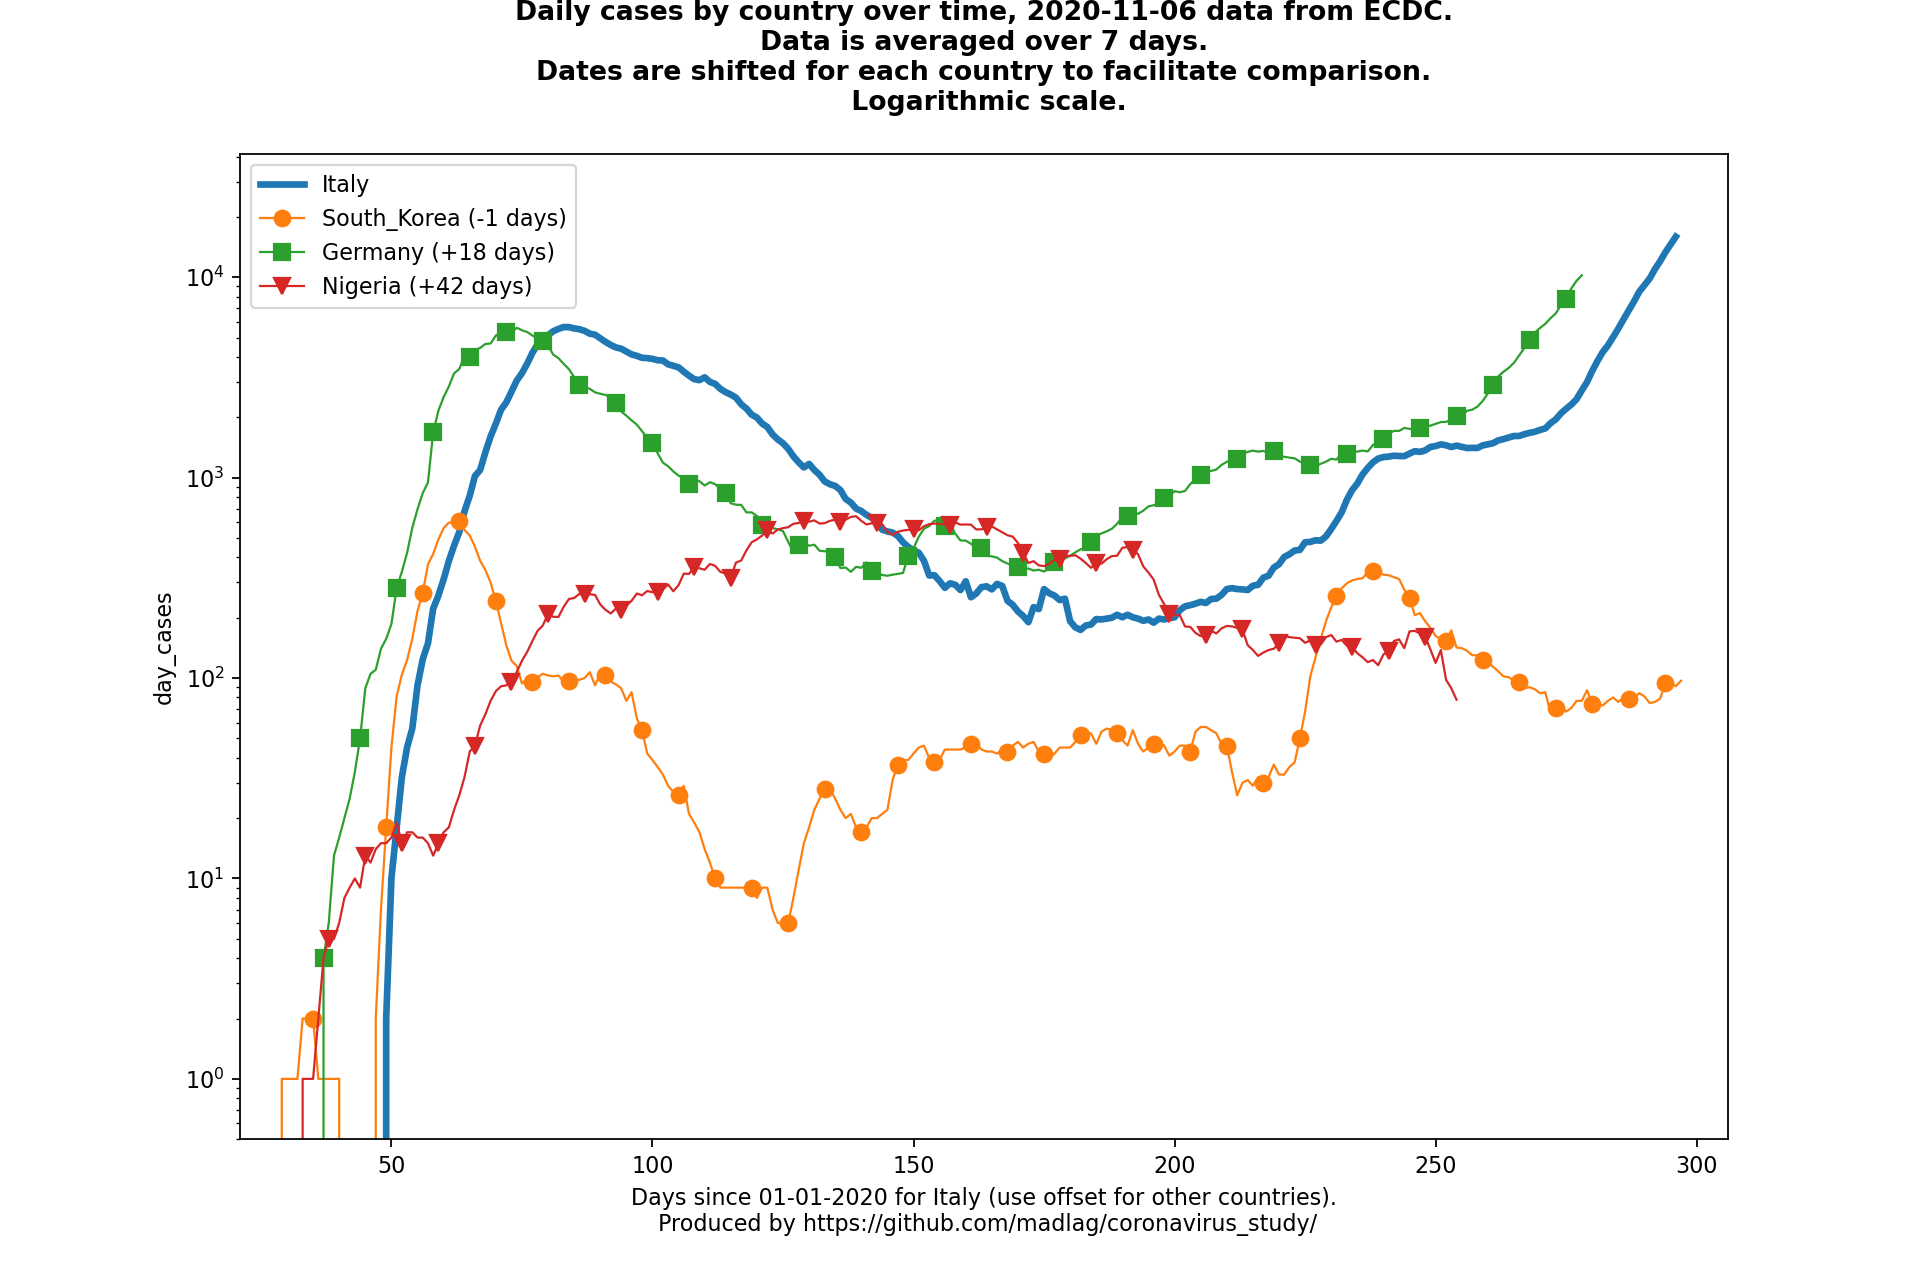 Daily cases by country over time, 2020-11-06 data from ECDC.
Data is averaged over 7 days.
Dates are shifted for each country to facilitate comparison.
Logarithmic scale.
Italy
South_Korea (-1 days)
Germany (+18 days)
Nigeria (+42 days)
10⁴
10³
10²
10¹
10⁰
day_cases
50 100 150 200 250 300
Days since 01-01-2020 for Italy (use offset for other countries).
Produced by https://github.com/madlag/coronavirus_study/